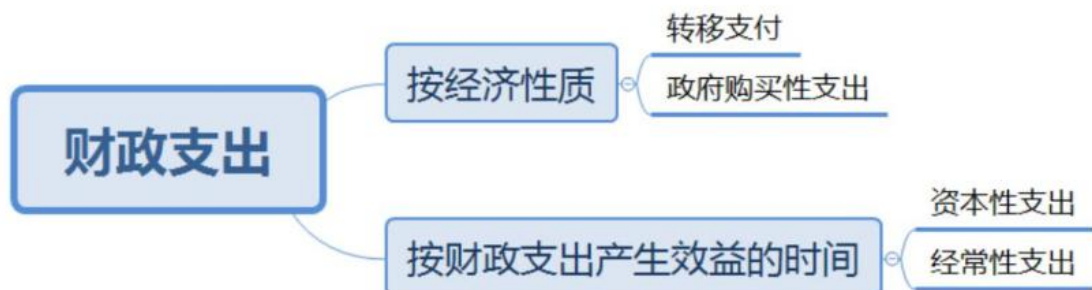 财政支出
按经济性质
转移支付
政府购买性支出
按财政支出产生效益的时间
资本性支出
经常性支出